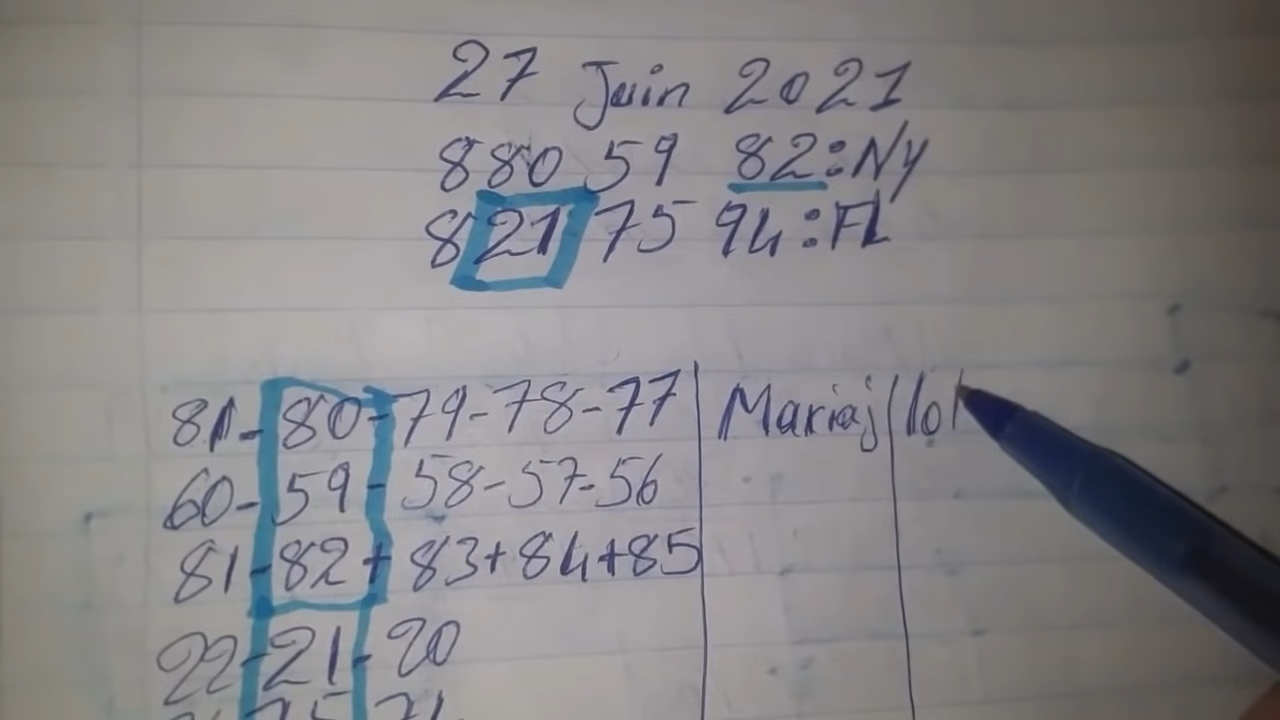 27 Juin 2021
880 59 82:NY
821 75 94:FL
81-80-79-78-77 Mariaj lo
60-59-58-57-56
81-82+83+84+85
22-21-20